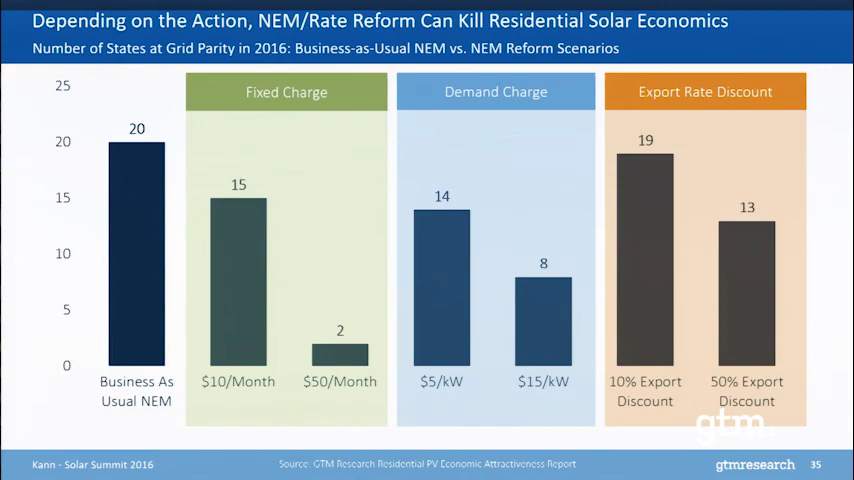 Depending on the Action, NEM/Rate Reform Can Kill Residential Solar Economics
Number of States at Grid Parity in 2016: Business-as-Usual NEM vs. NEM Reform Scenarios
Fixed Charge
Demand Charge
Export Rate Discount
25
20
15
10
5
0
20
15
2
14
8
19
13
Business As
Usual NEM
$10/Month
$50/Month
$5/kW
$15/kW
10% Export
Discount
50% Export
Discount
gtm
Kann - Solar Summit 2016
Source: GTM Research Residential PV Economic Attractiveness Report
gtmresearch
35